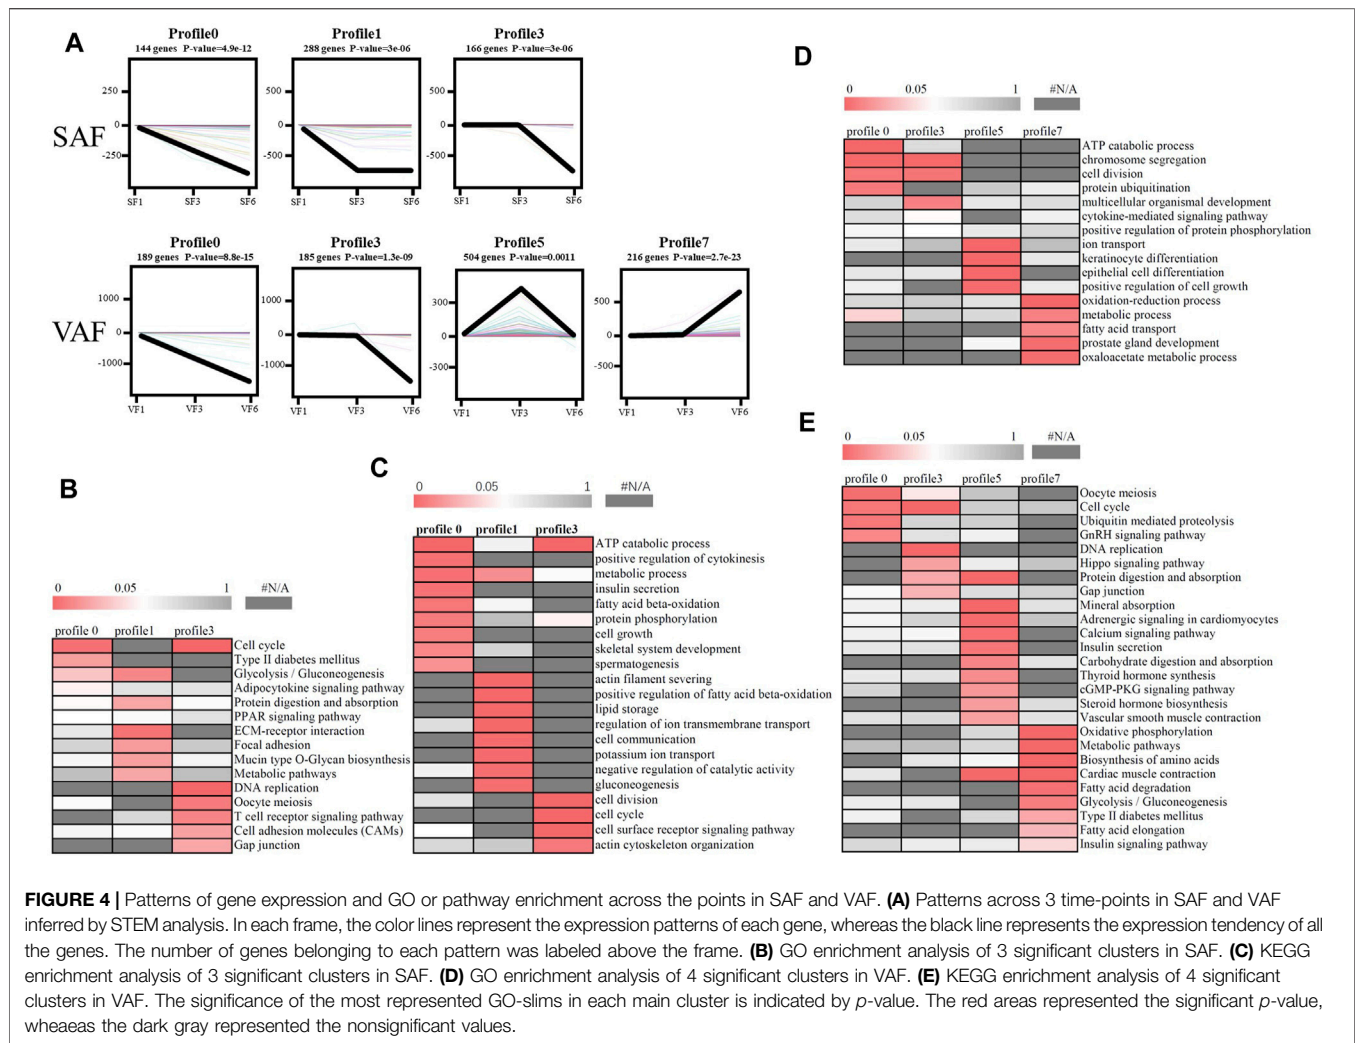 A
Profile0
144 genes P-value=4.9e-12
Profile1
288 genes P-value=3e-06
Profile3
166 genes P-value=3e-06
SAF
250
0
-250
SF1 SF3 SF6
500
0
-500
SF1 SF3 SF6
500
0
-500
SF1 SF3 SF6
Profile0
189 genes P-value=8.8e-15
Profile3
185 genes P-value=1.3e-09
Profile5
504 genes P-value=0.0011
Profile7
216 genes P-value=2.7e-23
VAF
1000
0
-1000
VF1 VF3 VF6
1000
0
-1000
VF1 VF3 VF6
300
0
-300
VF1 VF3 VF6
500
0
-500
VF1 VF3 VF6
B
0 0.05 1 #N/A
profile 0 profile1 profile3
Cell cycle
Type II diabetes mellitus
Glycolysis / Gluconeogenesis
Adipocytokine signaling pathway
Protein digestion and absorption
PPAR signaling pathway
ECM-receptor interaction
Focal adhesion
Mucin type O-Glycan biosynthesis
Metabolic pathways
DNA replication
Oocyte meiosis
T cell receptor signaling pathway
Cell adhesion molecules (CAMs)
Gap junction
C
0 0.05 1 #N/A
profile 0 profile1 profile3
ATP catabolic process
positive regulation of cytokinesis
metabolic process
insulin secretion
fatty acid beta-oxidation
protein phosphorylation
cell growth
skeletal system development
spermatogenesis
actin filament severing
positive regulation of fatty acid beta-oxidation
lipid storage
regulation of ion transmembrane transport
cell communication
potassium ion transport
negative regulation of catalytic activity
gluconeogenesis
cell division
cell cycle
cell surface receptor signaling pathway
actin cytoskeleton organization
D
0 0.05 1 #N/A
profile 0 profile3 profile5 profile7
ATP catabolic process
chromosome segregation
cell division
protein ubiquitination
multicellular organismal development
cytokine-mediated signaling pathway
positive regulation of protein phosphorylation
ion transport
keratinocyte differentiation
epithelial cell differentiation
positive regulation of cell growth
oxidation-reduction process
metabolic process
fatty acid transport
prostate gland development
oxaloacetate metabolic process
E
0 0.05 1 #N/A
profile 0 profile3 profile5 profile7
Oocyte meiosis
Cell cycle
Ubiquitin mediated proteolysis
GnRH signaling pathway
DNA replication
Hippo signaling pathway
Protein digestion and absorption
Gap junction
Mineral absorption
Adrenergic signaling in cardiomyocytes
Calcium signaling pathway
Insulin secretion
Carbohydrate digestion and absorption
Thyroid hormone synthesis
cGMP-PKG signaling pathway
Steroid hormone biosynthesis
Vascular smooth muscle contraction
Oxidative phosphorylation
Metabolic pathways
Biosynthesis of amino acids
Cardiac muscle contraction
Fatty acid degradation
Glycolysis / Gluconeogenesis
Type II diabetes mellitus
Fatty acid elongation
Insulin signaling pathway
FIGURE 4 | Patterns of gene expression and GO or pathway enrichment across the points in SAF and VAF. (A) Patterns across 3 time-points in SAF and VAF
inferred by STEM analysis. In each frame, the color lines represent the expression patterns of each gene, whereas the black line represents the expression tendency of all
the genes. The number of genes belonging to each pattern was labeled above the frame. (B) GO enrichment analysis of 3 significant clusters in SAF. (C) KEGG
enrichment analysis of 3 significant clusters in SAF. (D) GO enrichment analysis of 4 significant clusters in VAF. (E) KEGG enrichment analysis of 4 significant
clusters in VAF. The significance of the most represented GO-slims in each main cluster is indicated by p-value. The red areas represented the significant p-value,
wheaeas the dark gray represented the nonsignificant values.